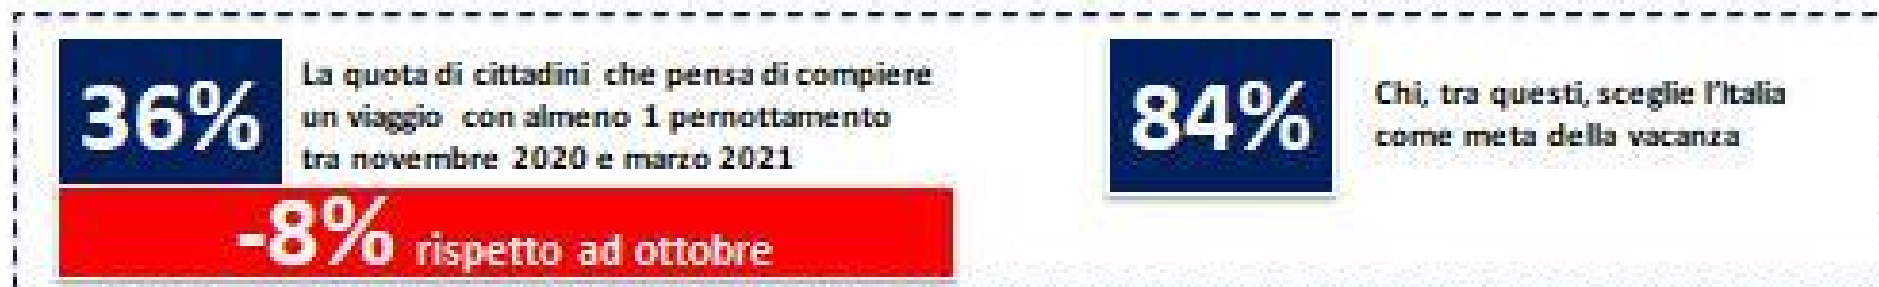 36%
La quota di cittadini che pensa di compiere
un viaggio con almeno 1 pernottamento
tra novembre 2020 e marzo 2021
-8% rispetto ad ottobre
84%
Chi, tra questi, sceglie l'Italia
come meta della vacanza